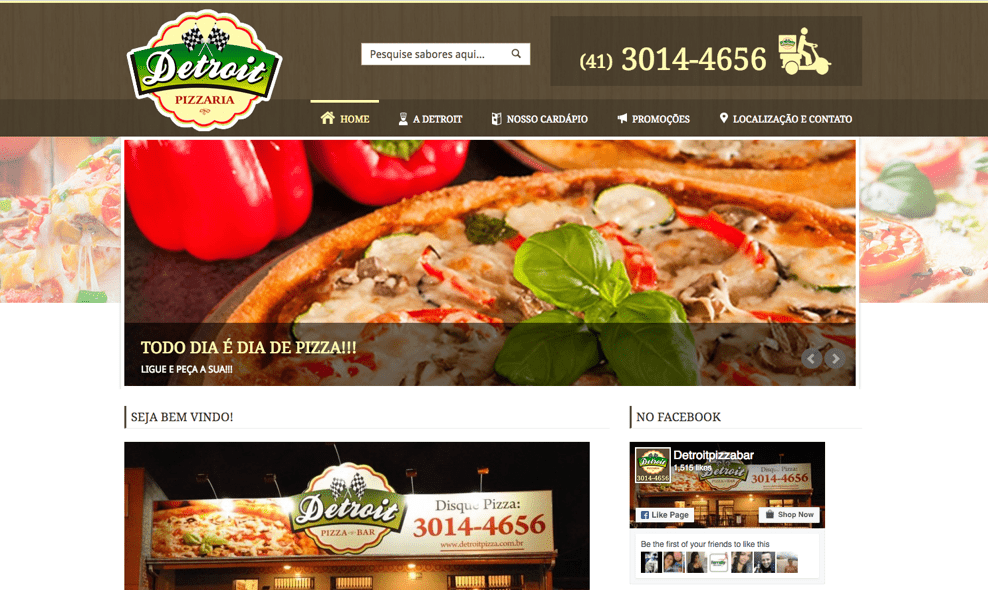 Detroit
PIZZARIA
Pesquise sabores aqui...
(41) 3014-4656
HOME
A DETROIT
NOSSO CARDÁPIO
PROMOÇÕES
LOCALIZAÇÃO E CONTATO
TODO DIA É DIA DE PIZZA!!!
LIGUE E PEÇA A SUA!!!
SEJA BEM VINDO!
Detroit
PIZZA BAR
Disque Pizza:
3014-4656
www.detroitpizza.com.br
NO FACEBOOK
Detroitpizzabar
1,515 likes
3014-4656
Detroit
Disque Pizza:
3014-4656
Like Page
Shop Now
Be the first of your friends to like this